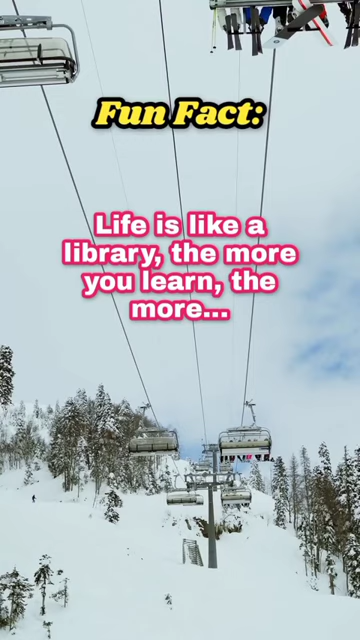 Fun Fact:
Life is like a
library, the more
you learn, the
more...